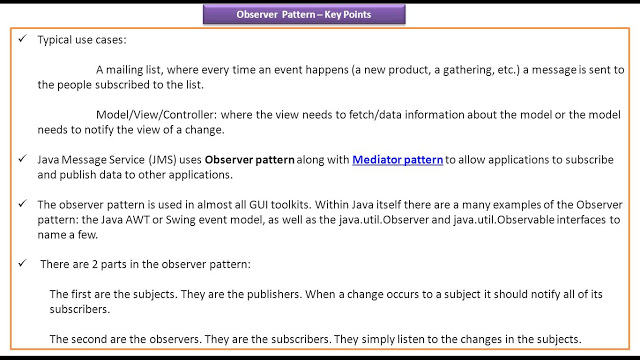 Observer Pattern – Key Points
✓ Typical use cases:
A mailing list, where every time an event happens (a new product, a gathering, etc.) a message is sent to
the people subscribed to the list.
Model/View/Controller: where the view needs to fetch/data information about the model or the model
needs to notify the view of a change.
✓ Java Message Service (JMS) uses Observer pattern along with Mediator pattern to allow applications to subscribe
and publish data to other applications.
✓ The observer pattern is used in almost all GUI toolkits. Within Java itself there are a many examples of the Observer
pattern: the Java AWT or Swing event model, as well as the java.util.Observer and java.util.Observable interfaces to
name a few.
✓ There are 2 parts in the observer pattern:
The first are the subjects. They are the publishers. When a change occurs to a subject it should notify all of its
subscribers.
The second are the observers. They are the subscribers. They simply listen to the changes in the subjects.